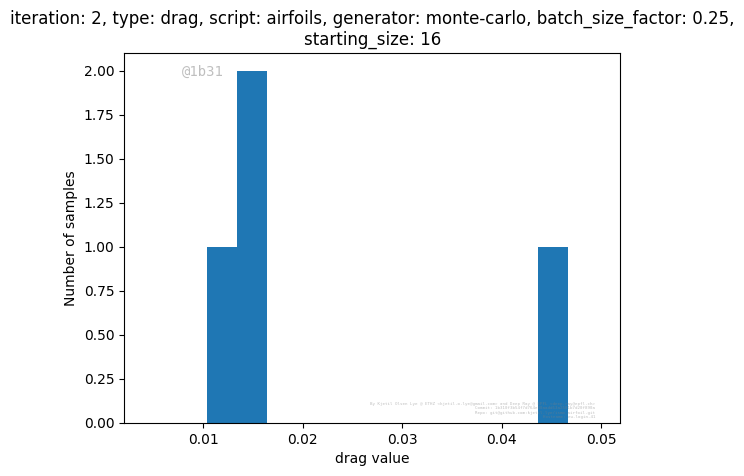 iteration: 2, type: drag, script: airfoils, generator: monte-carlo, batch_size_factor: 0.25,
starting_size: 16
@1b31
2.00
1.75
1.50
1.25
1.00
0.75
0.50
0.25
0.00
Number of samples
0.01
0.02
0.03
0.04
0.05
drag value